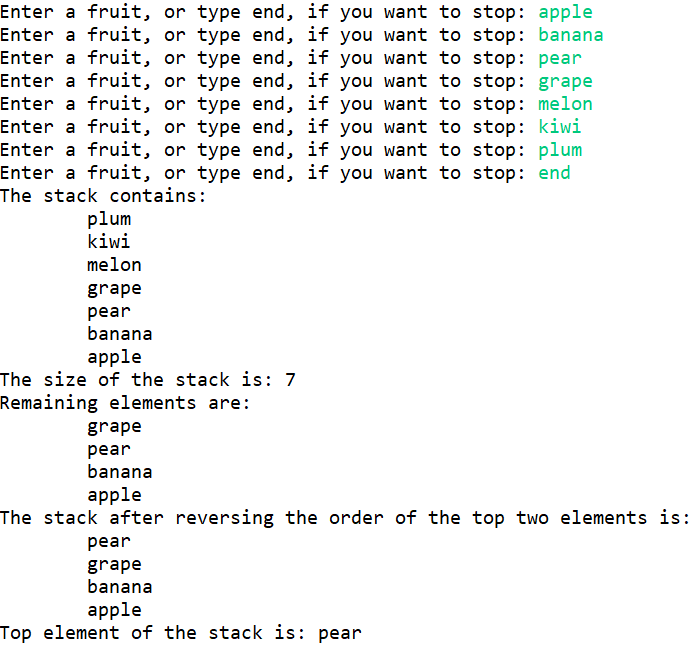 Enter a fruit, or type end, if you want to stop: apple
Enter a fruit, or type end, if you want to stop: banana
Enter a fruit, or type end, if you want to stop: pear
Enter a fruit, or type end, if you want to stop: grape
Enter a fruit, or type end, if you want to stop: melon
Enter a fruit, or type end, if you want to stop: kiwi
Enter a fruit, or type end, if you want to stop: plum
Enter a fruit, or type end, if you want to stop: end
The stack contains:
plum
kiwi
melon
grape
pear
banana
apple
The size of the stack is: 7
Remaining elements are:
grape
pear
banana
apple
The stack after reversing the order of the top two elements is:
pear
grape
banana
apple
Top element of the stack is: pear